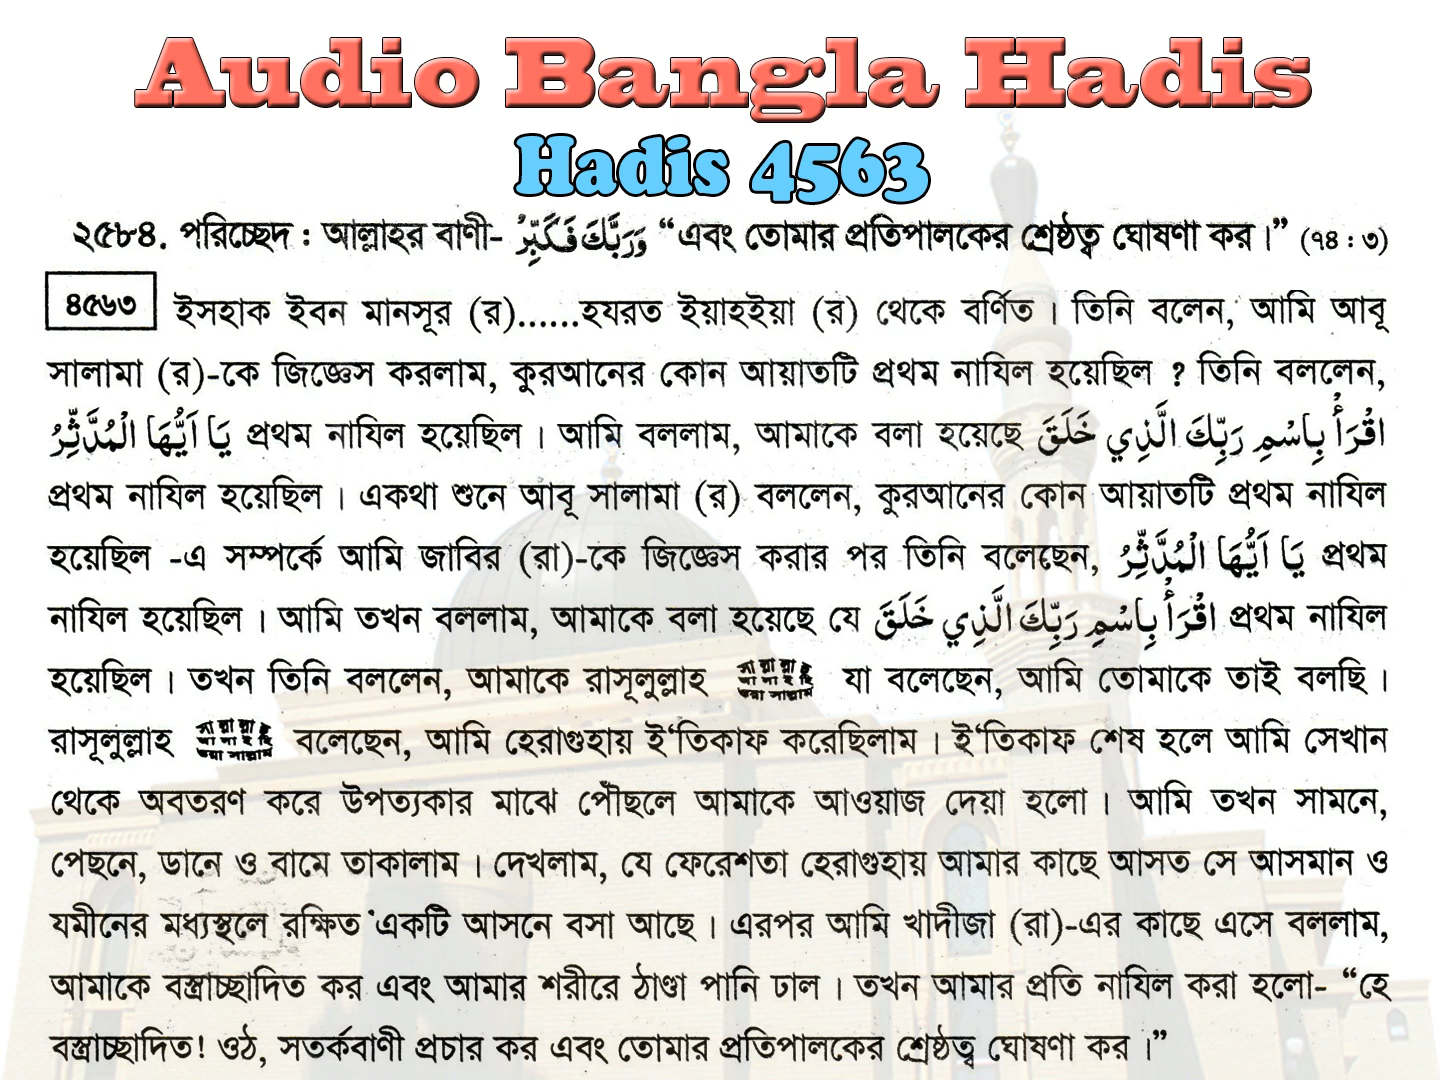 Audio Bangla Hadis
Hadis 4563
২৫৮৪. পরিচ্ছেদ : আল্লাহর বাণী- وَرَبَّكَ فَكَبِّرْ “এবং তোমার প্রতিপালকের শ্রেষ্ঠত্ব ঘোষণা কর।” (৭৪ : ৩)
৪৫৬৩ ইসহাক ইবন মানসূর (র)......হযরত ইয়াহইয়া (র) থেকে বর্ণিত। তিনি বলেন, আমি আবূ
সালামা (র)-কে জিজ্ঞেস করলাম, কুরআনের কোন আয়াতটি প্রথম নাযিল হয়েছিল ? তিনি বললেন,
يَا اَيُّهَا الْمُدَّثِّرُ প্রথম নাযিল হয়েছিল। আমি বললাম, আমাকে বলা হয়েছে اقْرَأْ بِاسْمِ رَبِّكَ الَّذِي خَلَقَ
প্রথম নাযিল হয়েছিল। একথা শুনে আবূ সালামা (র) বললেন, কুরআনের কোন আয়াতটি প্রথম নাযিল
হয়েছিল -এ সম্পর্কে আমি জাবির (রা)-কে জিজ্ঞেস করার পর তিনি বলেছেন, يَا اَيُّهَا الْمُدَّثِّرُ প্রথম
নাযিল হয়েছিল। আমি তখন বললাম, আমাকে বলা হয়েছে যে اقْرَأْ بِاسْمِ رَبِّكَ الَّذِي خَلَقَ প্রথম নাযিল
হয়েছিল। তখন তিনি বললেন, আমাকে রাসূলুল্লাহ যা বলেছেন, আমি তোমাকে তাই বলছি।
রাসূলুল্লাহ বলেছেন, আমি হেরাগুহায় ই‘তিকাফ করেছিলাম। ই‘তিকাফ শেষ হলে আমি সেখান
থেকে অবতরণ করে উপত্যকার মাঝে পৌঁছলে আমাকে আওয়াজ দেয়া হলো। আমি তখন সামনে,
পেছনে, ডানে ও বামে তাকালাম। দেখলাম, যে ফেরেশতা হেরাগুহায় আমার কাছে আসত সে আসমান ও
যমীনের মধ্যস্থলে রক্ষিত একটি আসনে বসা আছে। এরপর আমি খাদীজা (রা)-এর কাছে এসে বললাম,
আমাকে বস্ত্রাচ্ছাদিত কর এবং আমার শরীরে ঠাণ্ডা পানি ঢাল। তখন আমার প্রতি নাযিল করা হলো- “হে
বস্ত্রাচ্ছাদিত! ওঠ, সতর্কবাণী প্রচার কর এবং তোমার প্রতিপালকের শ্রেষ্ঠত্ব ঘোষণা কর।”